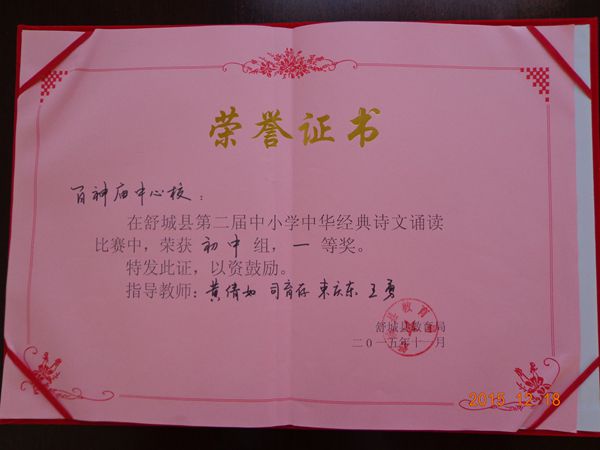 荣誉证书
百神庙中心校：
在舒城县第二届中小学中华经典诗文诵读
比赛中，荣获 初中 组，一 等奖。
特发此证，以资鼓励。
指导教师：黄倩如 司育存 束庆东 王勇
舒城县教育局
二〇一五年十一月
2015 12 18